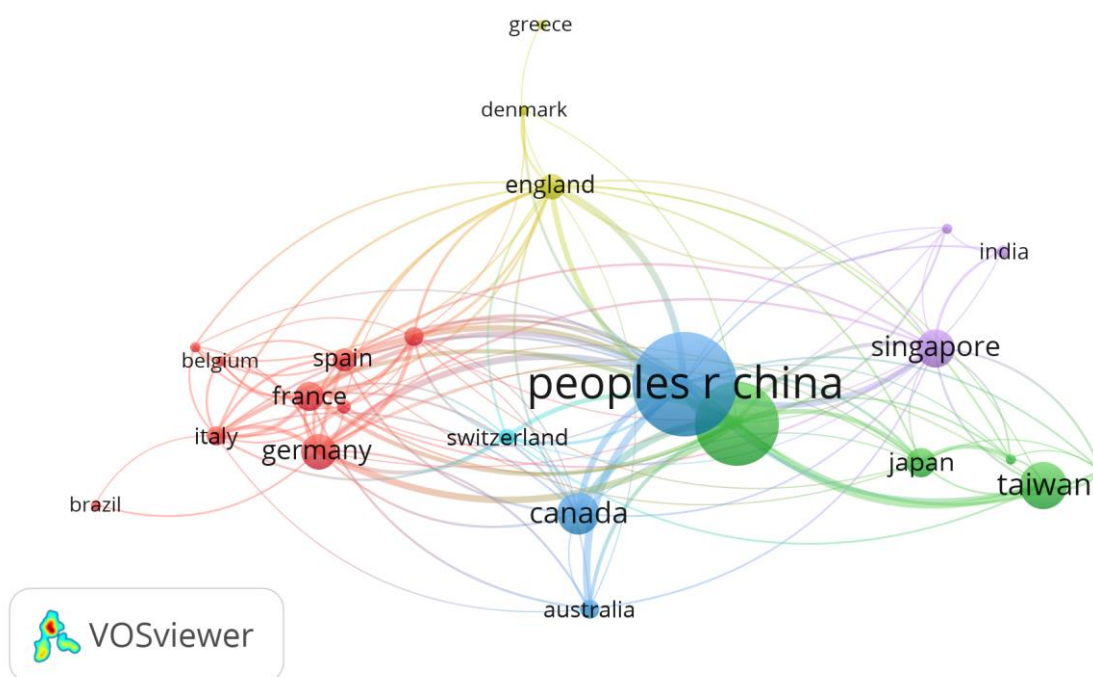 greece
denmark
england
india
singapore
belgium
spain
peoples r china
france
italy
switzerland
germany
japan
taiwan
brazil
canada
australia
VOSviewer